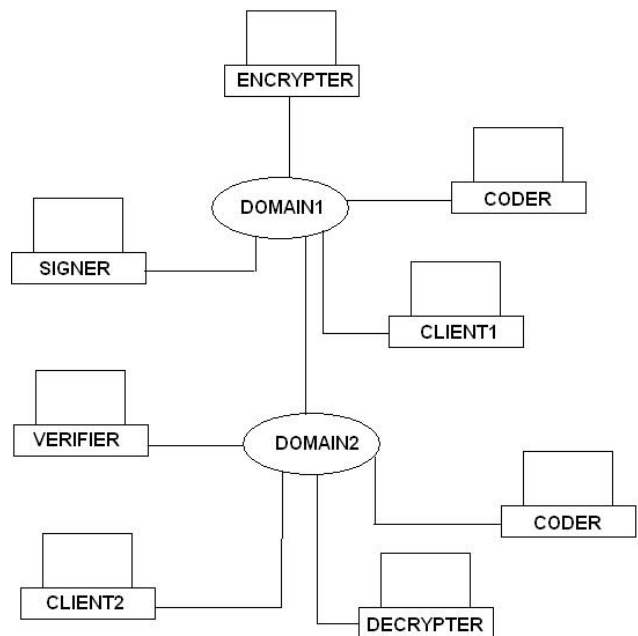 ENCRYPTER
DOMAIN1
CODER
SIGNER
CLIENT1
VERIFIER
DOMAIN2
CODER
CLIENT2
DECRYPTER